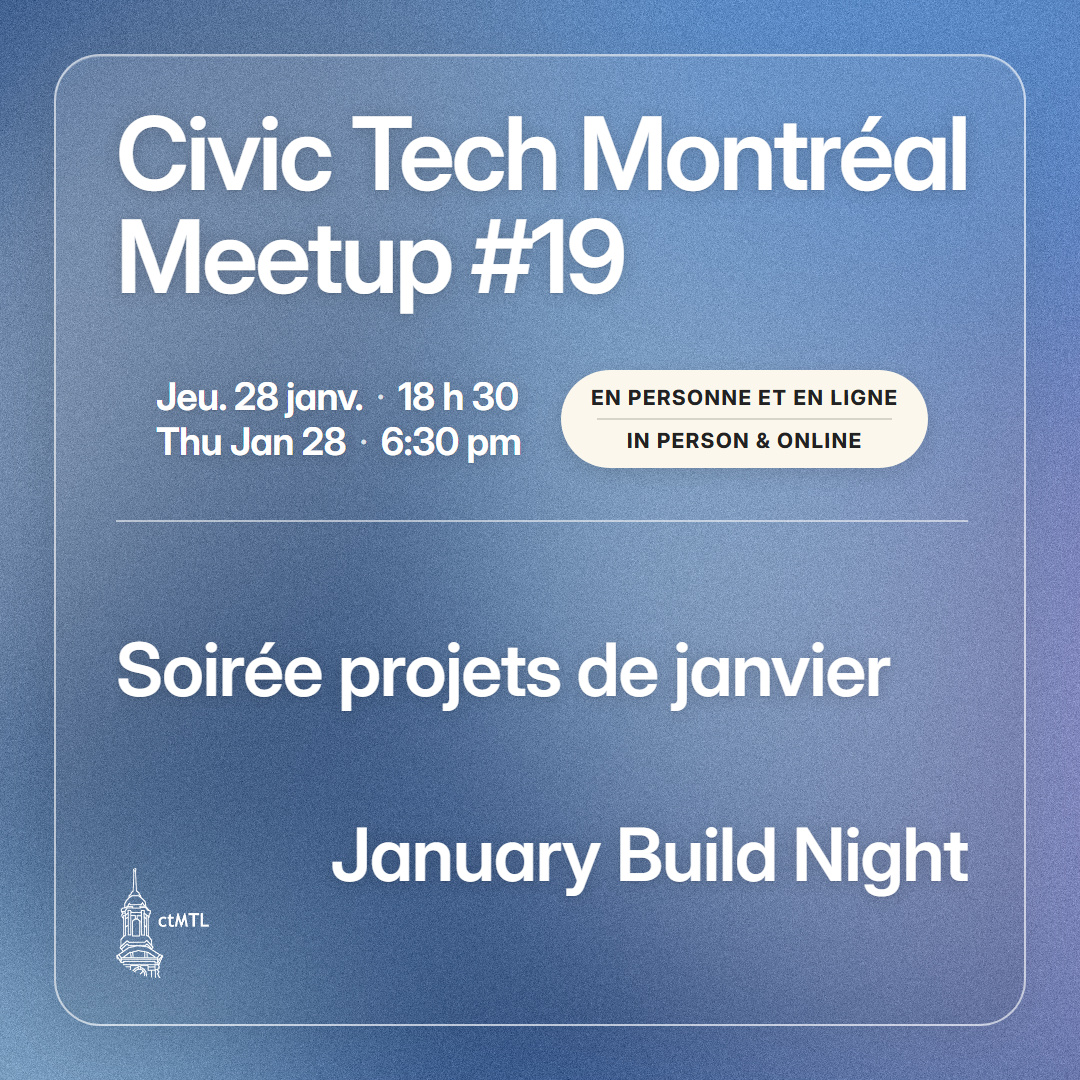 Civic Tech Montréal
Meetup #19
Jeu. 28 janv. · 18 h 30
Thu Jan 28 · 6:30 pm
EN PERSONNE ET EN LIGNE
IN PERSON & ONLINE
Soirée projets de janvier
January Build Night
ctMTL